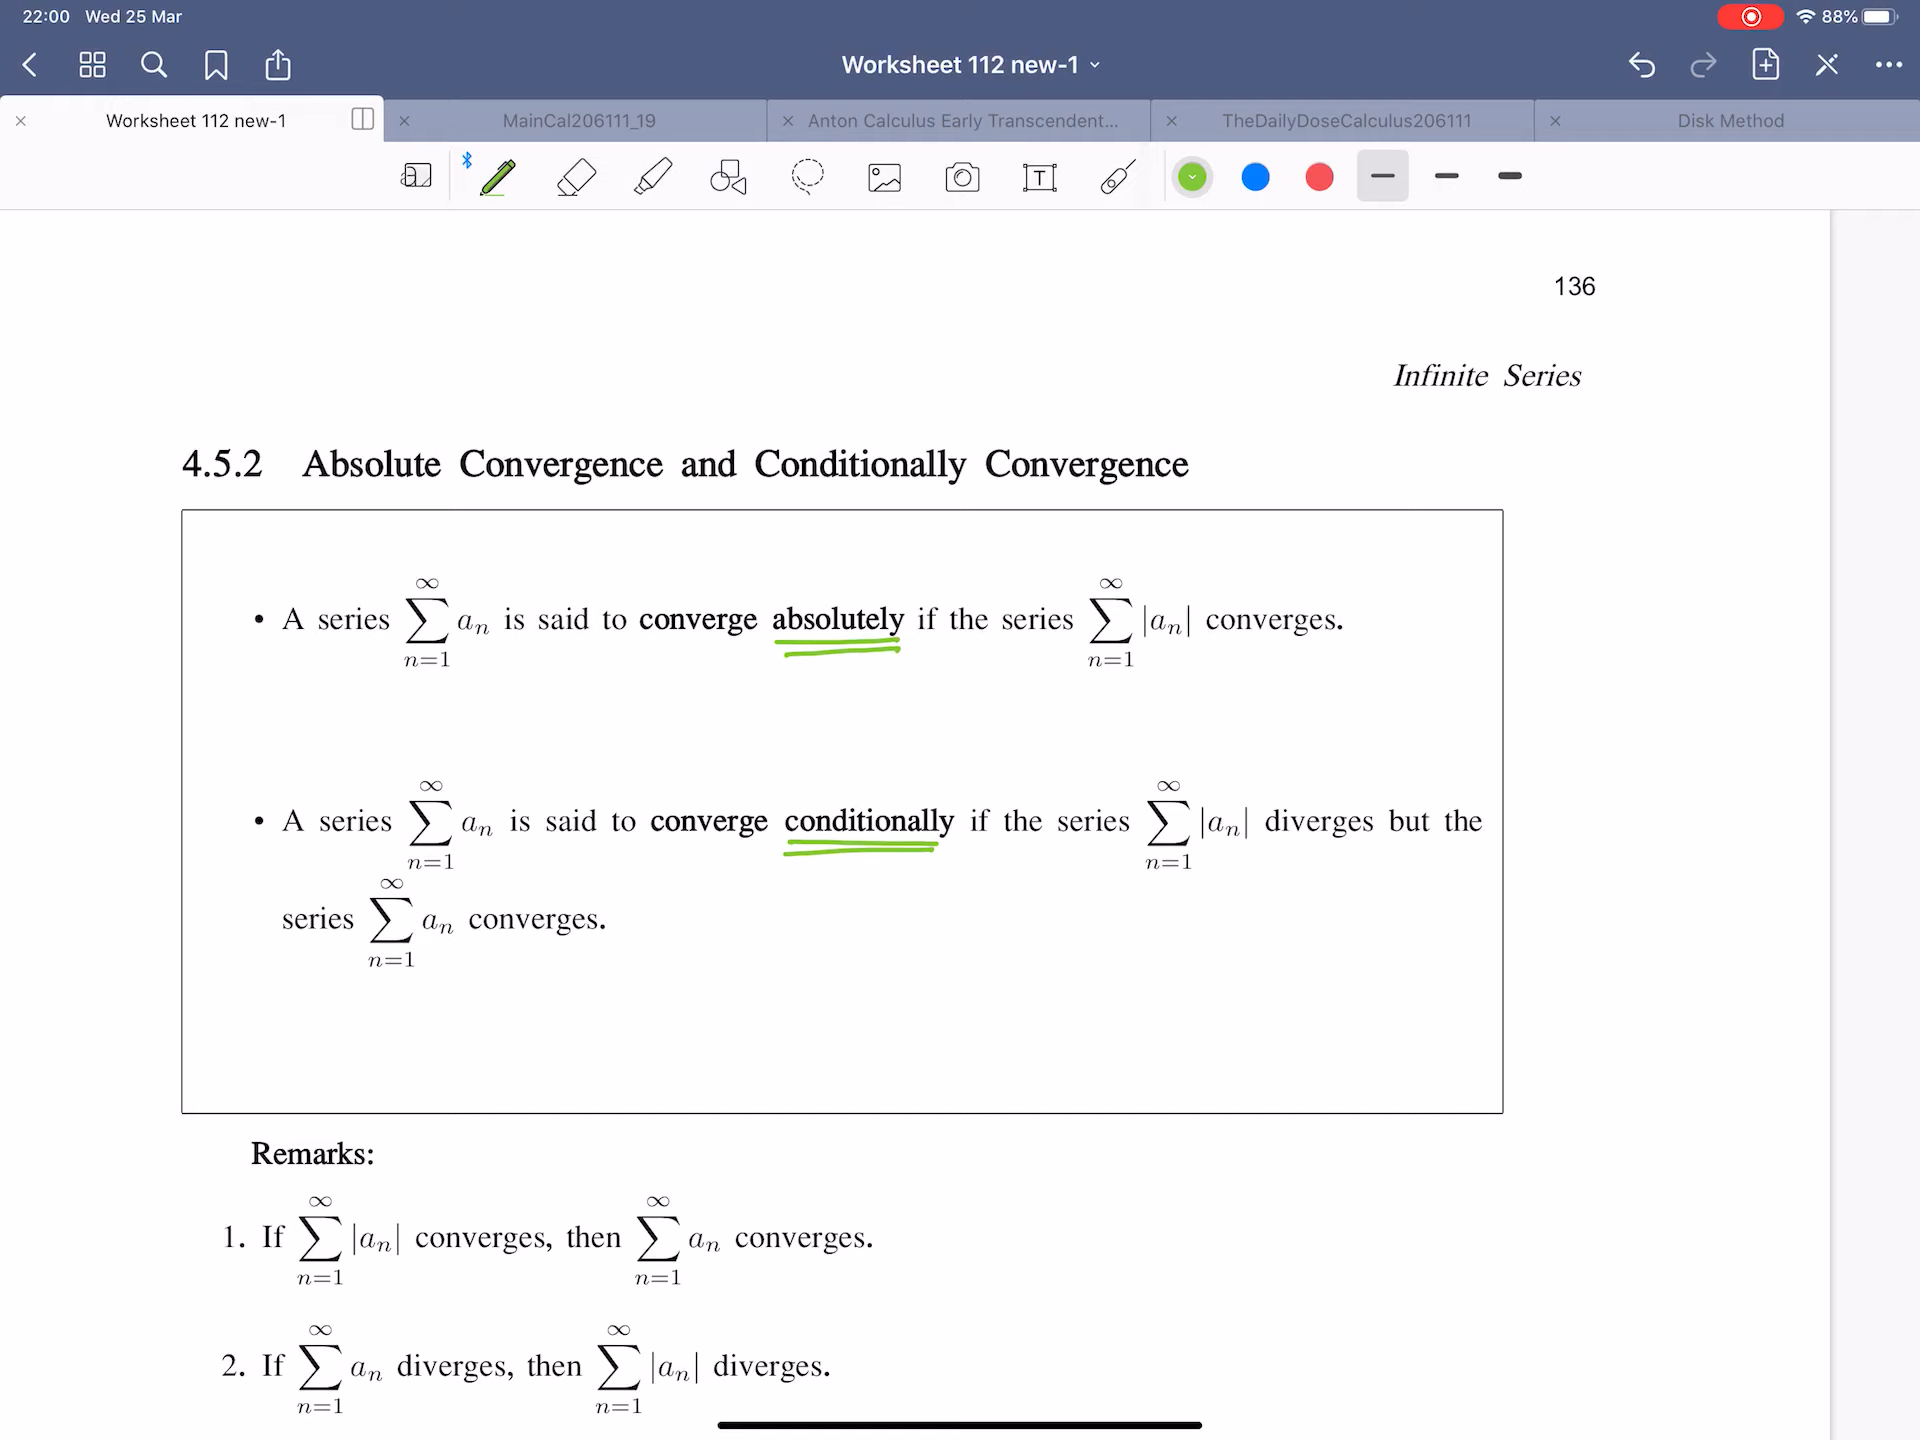 22:00 Wed 25 Mar 88%
Worksheet 112 new-1
Worksheet 112 new-1 MainCal206111_19 Anton Calculus Early Transcendent... TheDailyDoseCalculus206111 Disk Method
136
Infinite Series
4.5.2 Absolute Convergence and Conditionally Convergence
• A series ∑_{n=1}^{∞} a_n is said to converge absolutely if the series ∑_{n=1}^{∞} |a_n| converges.
• A series ∑_{n=1}^{∞} a_n is said to converge conditionally if the series ∑_{n=1}^{∞} |a_n| diverges but the
series ∑_{n=1}^{∞} a_n converges.
Remarks:
1. If ∑_{n=1}^{∞} |a_n| converges, then ∑_{n=1}^{∞} a_n converges.
2. If ∑_{n=1}^{∞} a_n diverges, then ∑_{n=1}^{∞} |a_n| diverges.